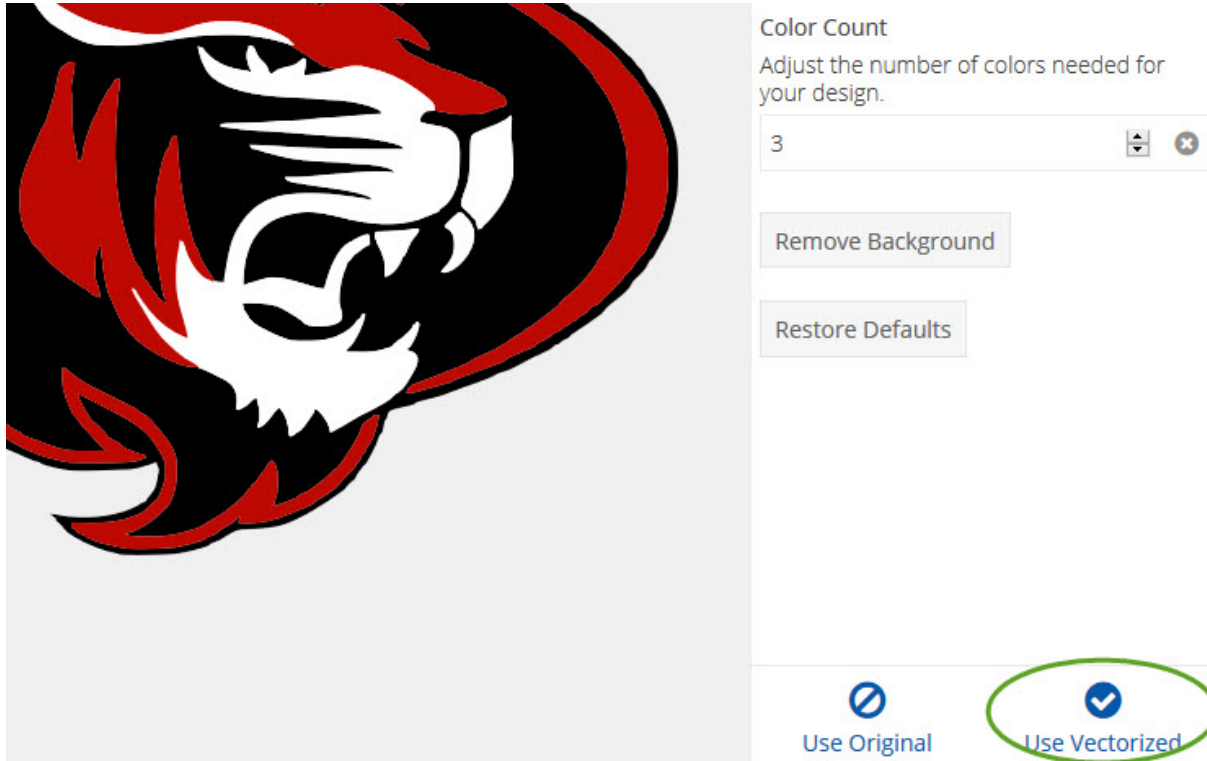 Color Count
Adjust the number of colors needed for
your design.
3
Remove Background
Restore Defaults
Use Original
Use Vectorized